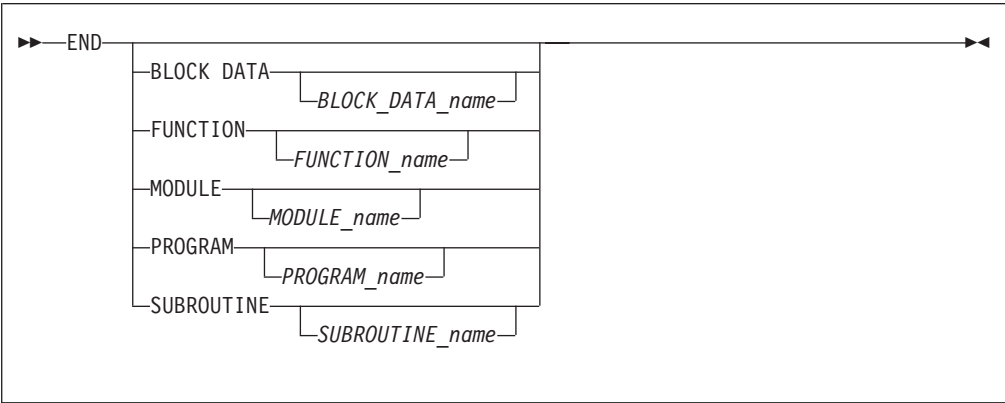 END
BLOCK DATA
BLOCK_DATA_name
FUNCTION
FUNCTION_name
MODULE
MODULE_name
PROGRAM
PROGRAM_name
SUBROUTINE
SUBROUTINE_name